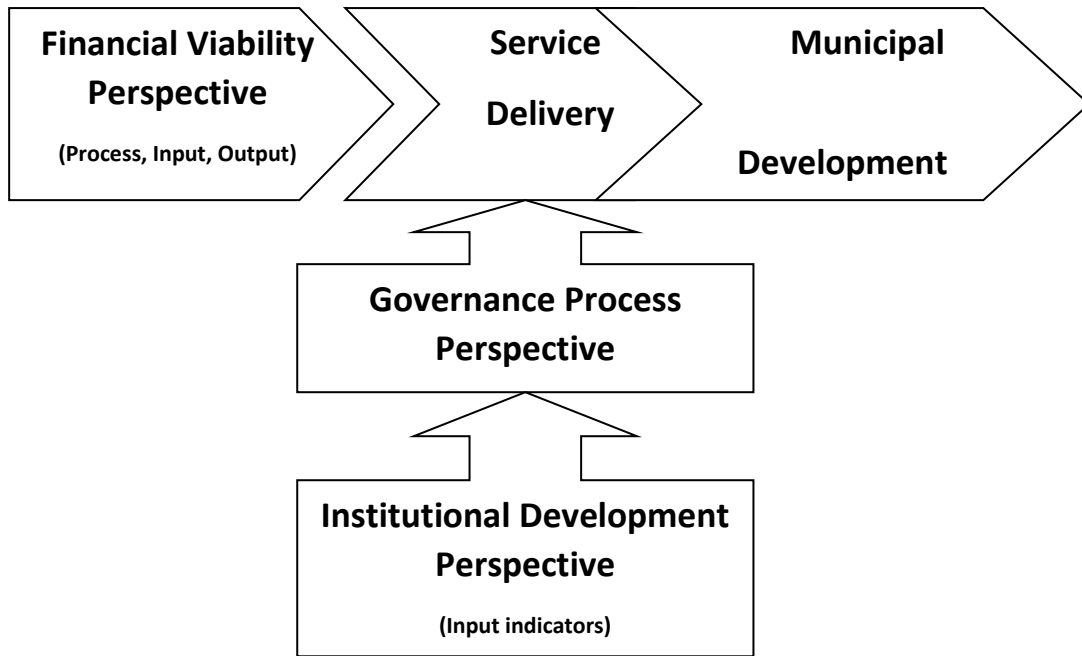 Financial Viability
Perspective
(Process, Input, Output)
Service
Delivery
Municipal
Development
Governance Process
Perspective
Institutional Development
Perspective
(Input indicators)